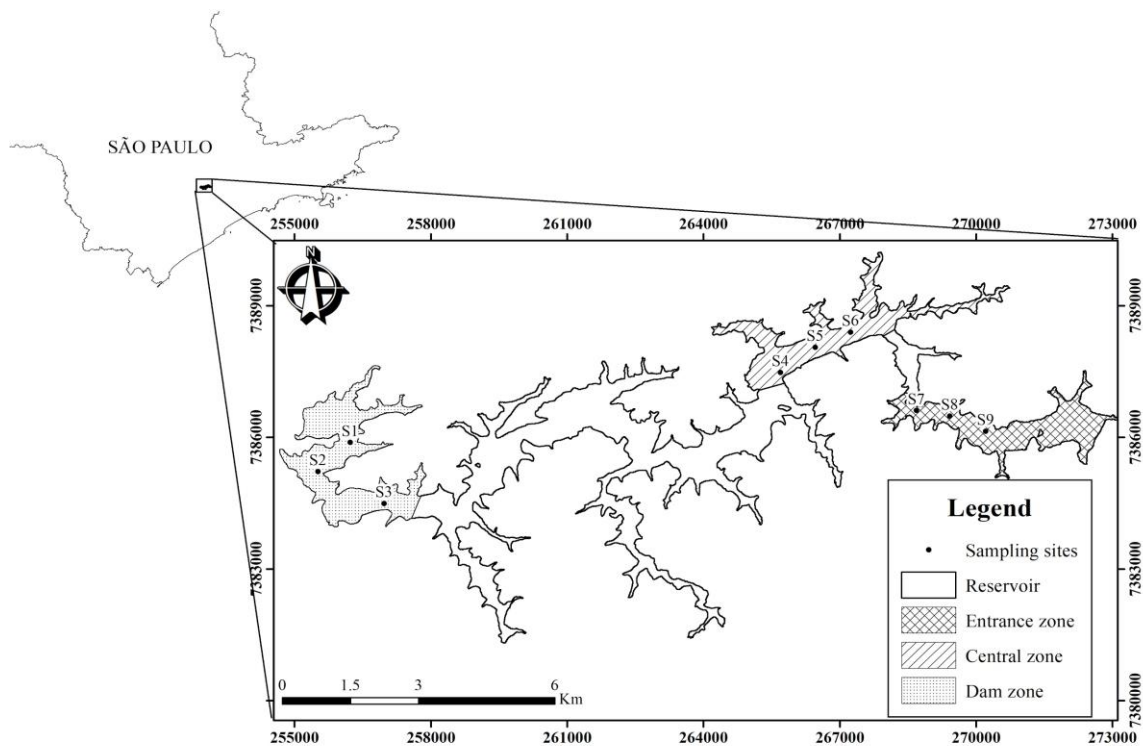 SÃO PAULO
255000 258000 261000 264000 267000 270000 273000
N
7389000 7389000
7386000 7386000
7383000 7383000
7380000 7380000
S6
S5
S4
S7
S8
S9
S1
S2
S3
Legend
Sampling sites
Reservoir
Entrance zone
Central zone
Dam zone
0 1.5 3 6
Km
255000 258000 261000 264000 267000 270000 273000